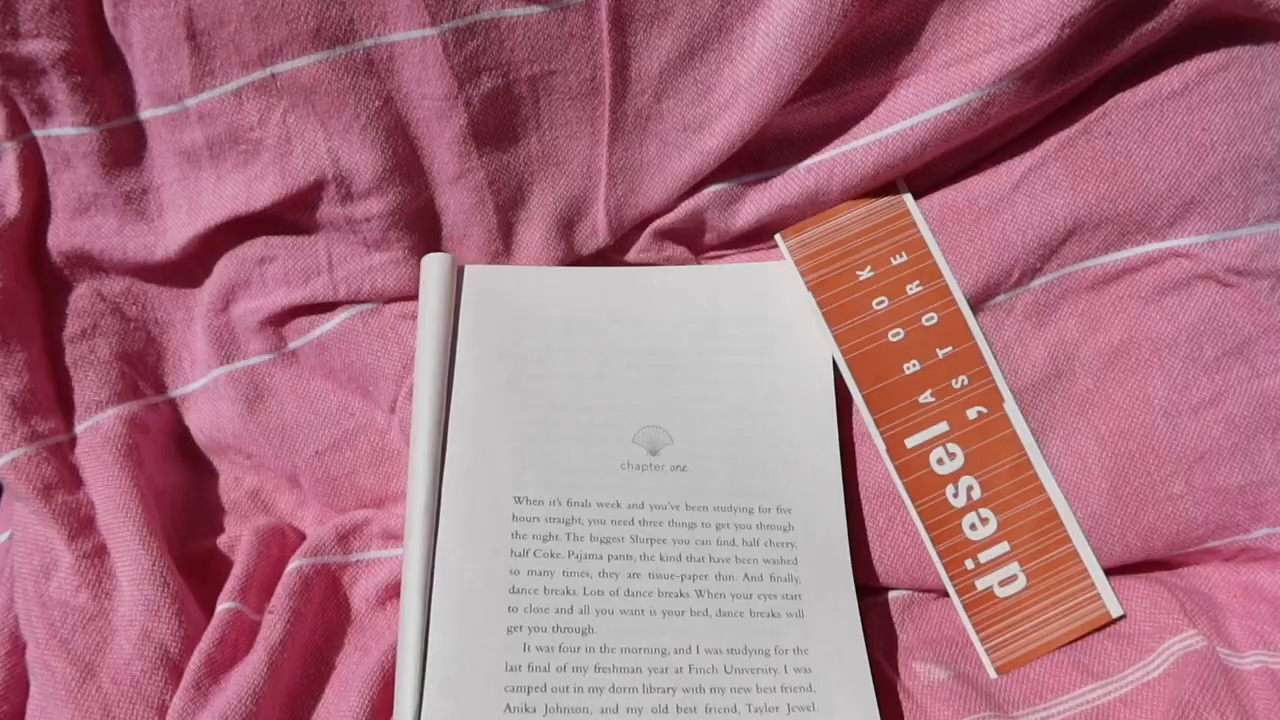 chapter one
When it's finals week and you've been studying for five
hours straight, you need three things to get you through
the night. The biggest Slurpee you can find, half cherry,
half Coke. Pajama pants, the kind that have been washed
so many times, they are tissue-paper thin. And finally,
dance breaks. Lots of dance breaks. When your eyes start
to close and all you want is your bed, dance breaks will
get you through.
It was four in the morning, and I was studying for the
last final of my freshman year at Finch University. I was
camped out in my dorm library with my new best friend,
Anika Johnson, and my old best friend, Taylor Jewel.
diesel,
A BOOK
STORE